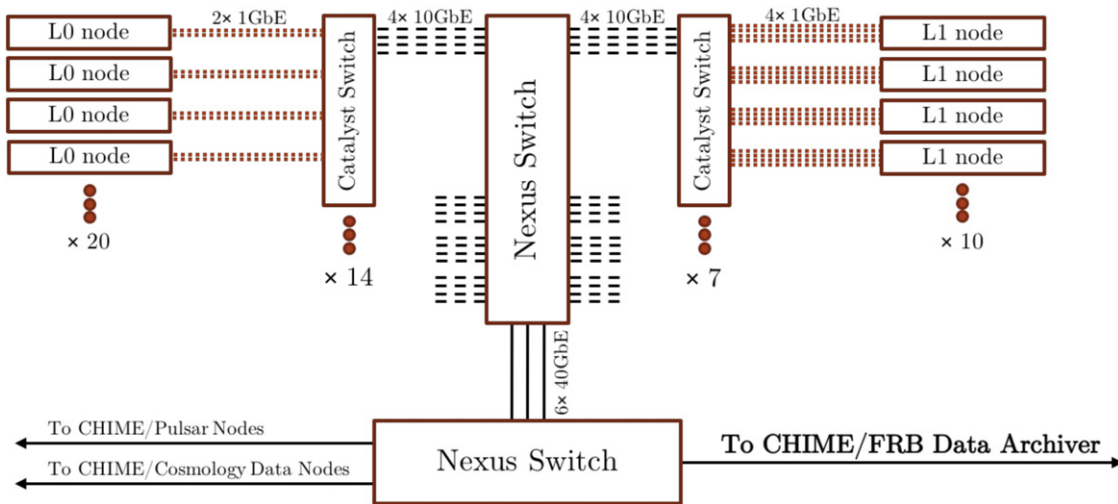 2× 1GbE
4× 10GbE
4× 10GbE
4× 1GbE
L0 node
L0 node
L0 node
L0 node
× 20
Catalyst Switch
× 14
Nexus Switch
Catalyst Switch
× 7
L1 node
L1 node
L1 node
L1 node
× 10
6× 40GbE
To CHIME/Pulsar Nodes
To CHIME/Cosmology Data Nodes
Nexus Switch
To CHIME/FRB Data Archiver